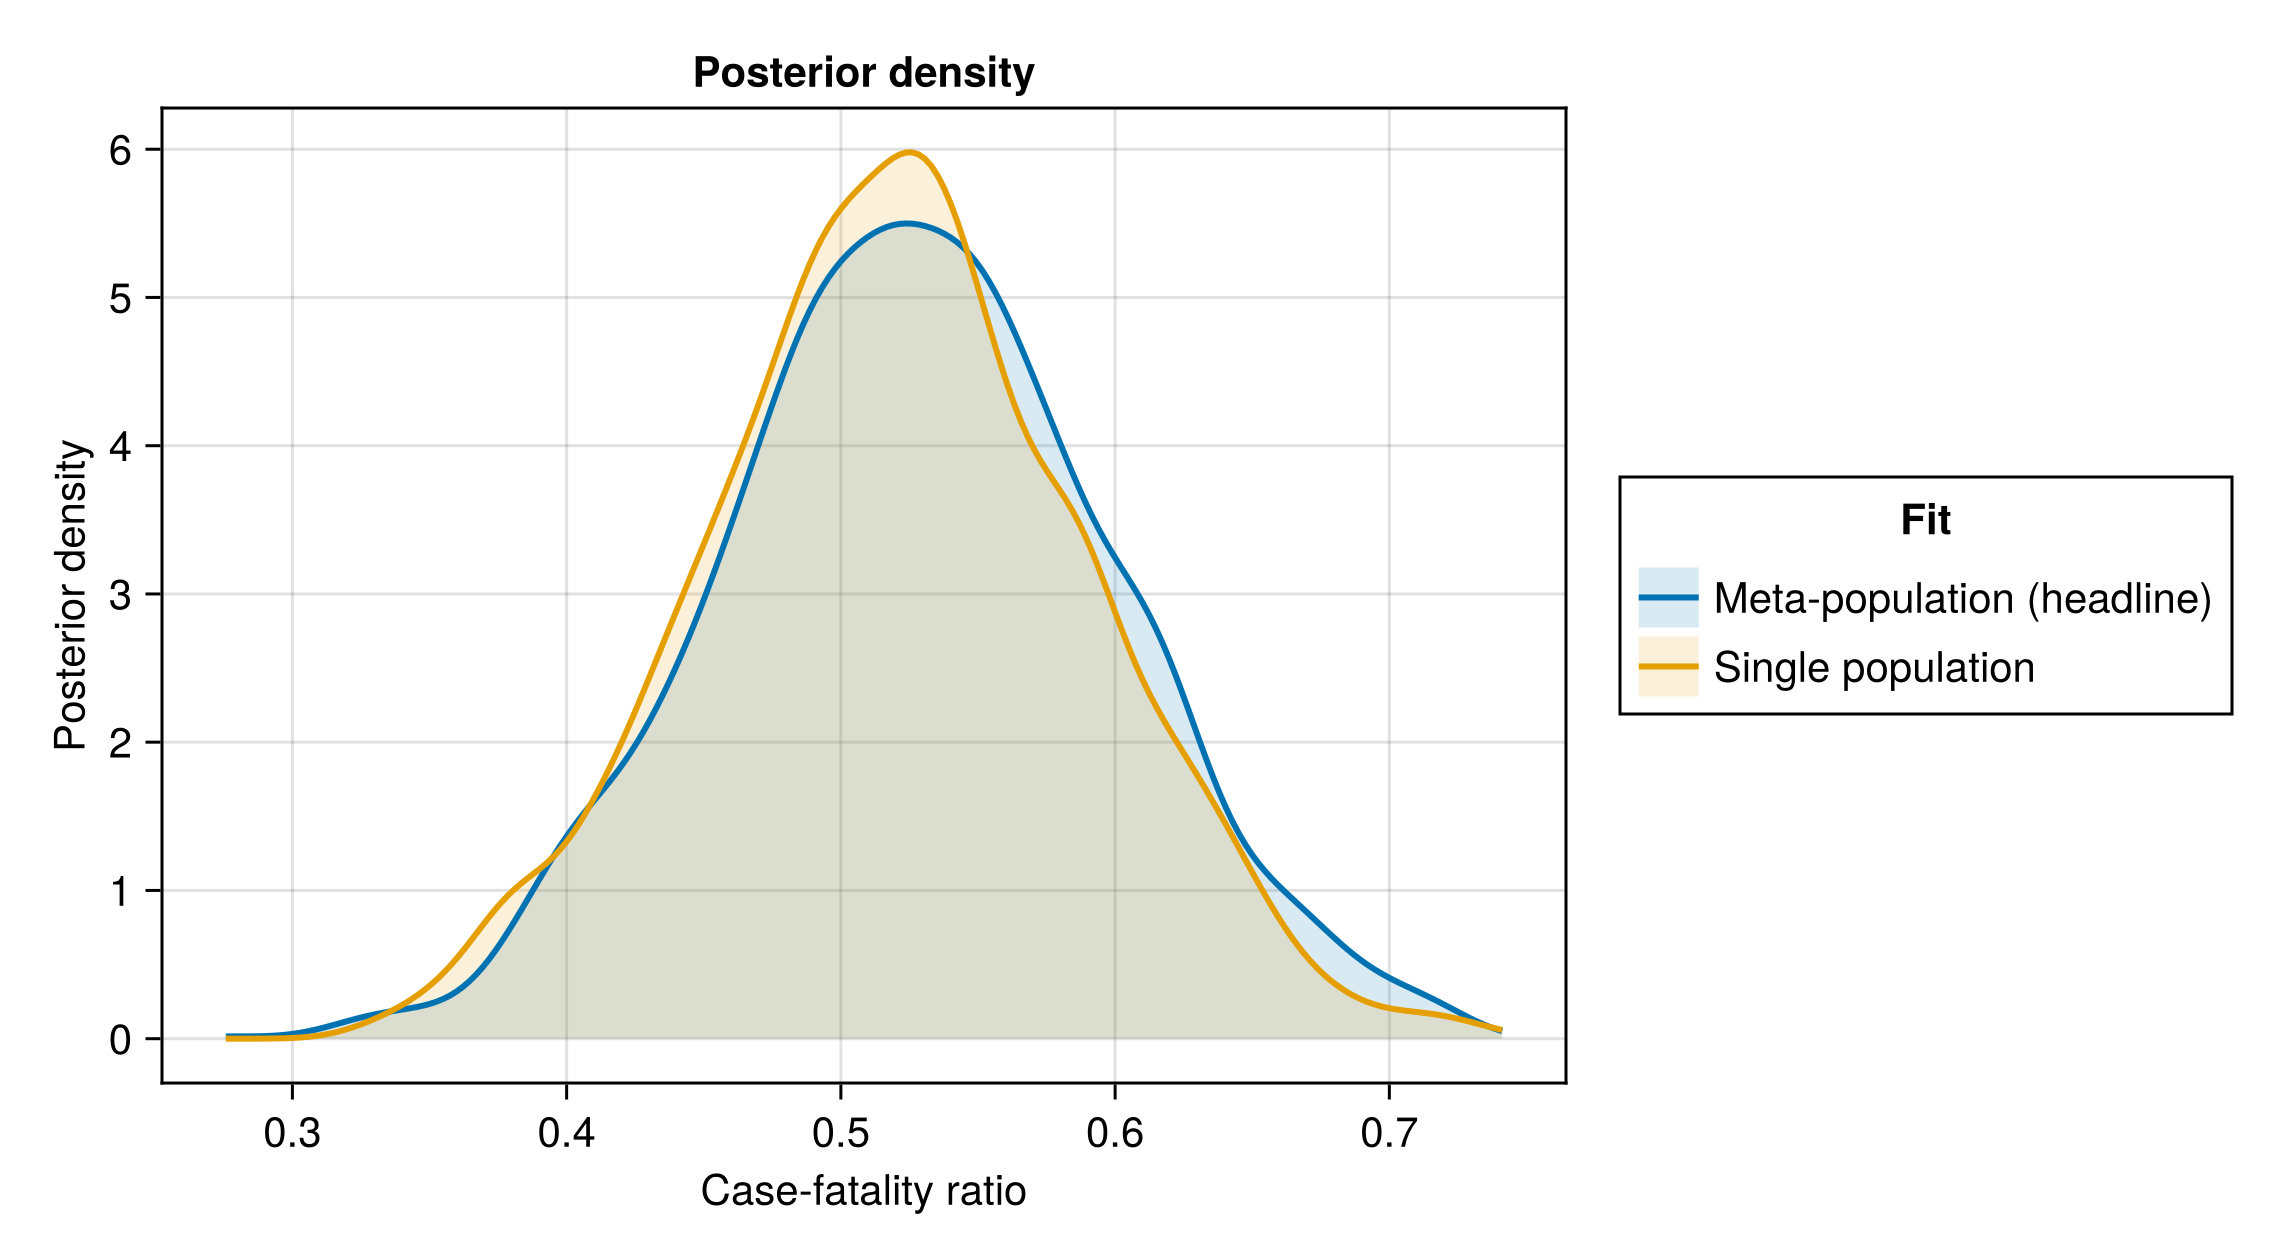 Posterior density
Posterior density
6
5
4
3
2
1
0
0.3 0.4 0.5 0.6 0.7
Case-fatality ratio
Fit
Meta-population (headline)
Single population